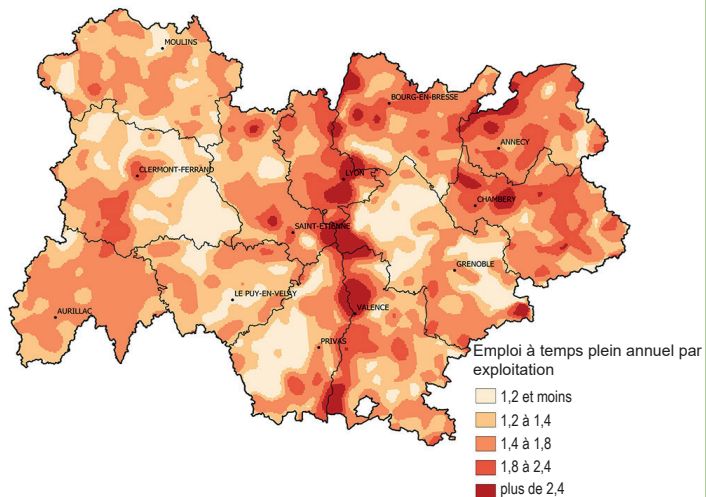 MOULINS
BOURG-EN-BRESSE
ANNECY
CLERMONT-FERRAND
LYON
CHAMBERY
SAINT-ETIENNE
GRENOBLE
LE PUY-EN-VELAY
AURILLAC
VALENCE
PRIVAS
Emploi à temps plein annuel par
exploitation
1,2 et moins
1,2 à 1,4
1,4 à 1,8
1,8 à 2,4
plus de 2,4